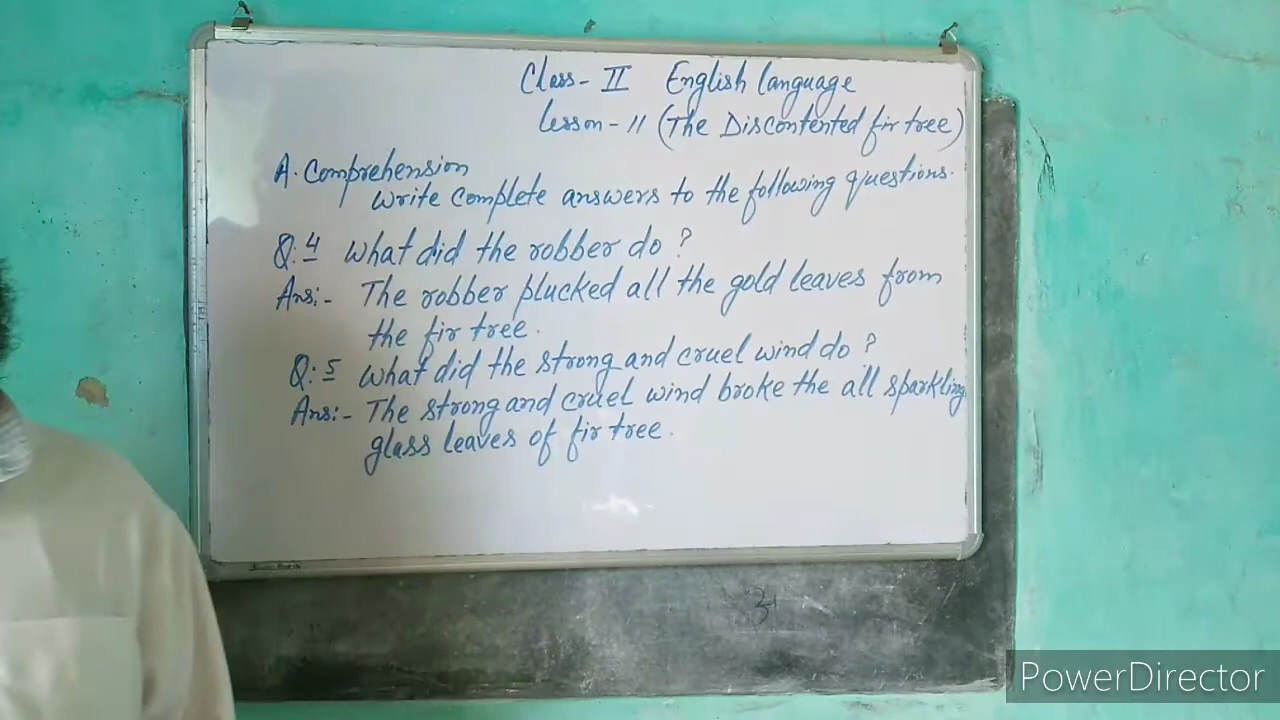 Class- II English language
Lesson-11 (The Discontented fir tree)
A. Comprehension
Write complete answers to the following questions.
Q:4 What did the robber do ?
Ans:- The robber plucked all the gold leaves from
the fir tree.
Q:5 What did the strong and cruel wind do ?
Ans:- The strong and cruel wind broke the all sparkling
glass leaves of fir tree.
PowerDirector